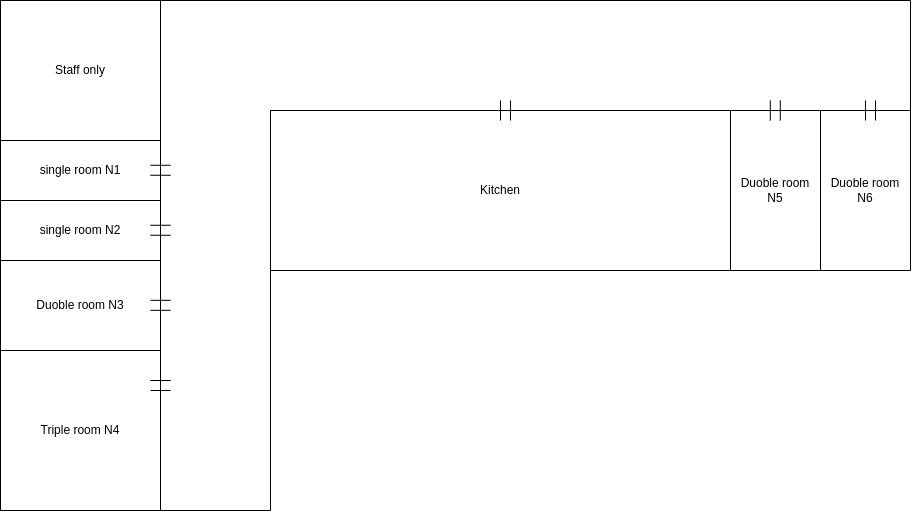 Staff only
single room N1
single room N2
Duoble room N3
Triple room N4
Kitchen
Duoble room
N5
Duoble room
N6